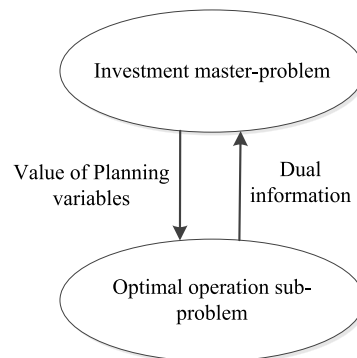 Investment master-problem
Value of Planning
variables
Dual
information
Optimal operation sub-
problem